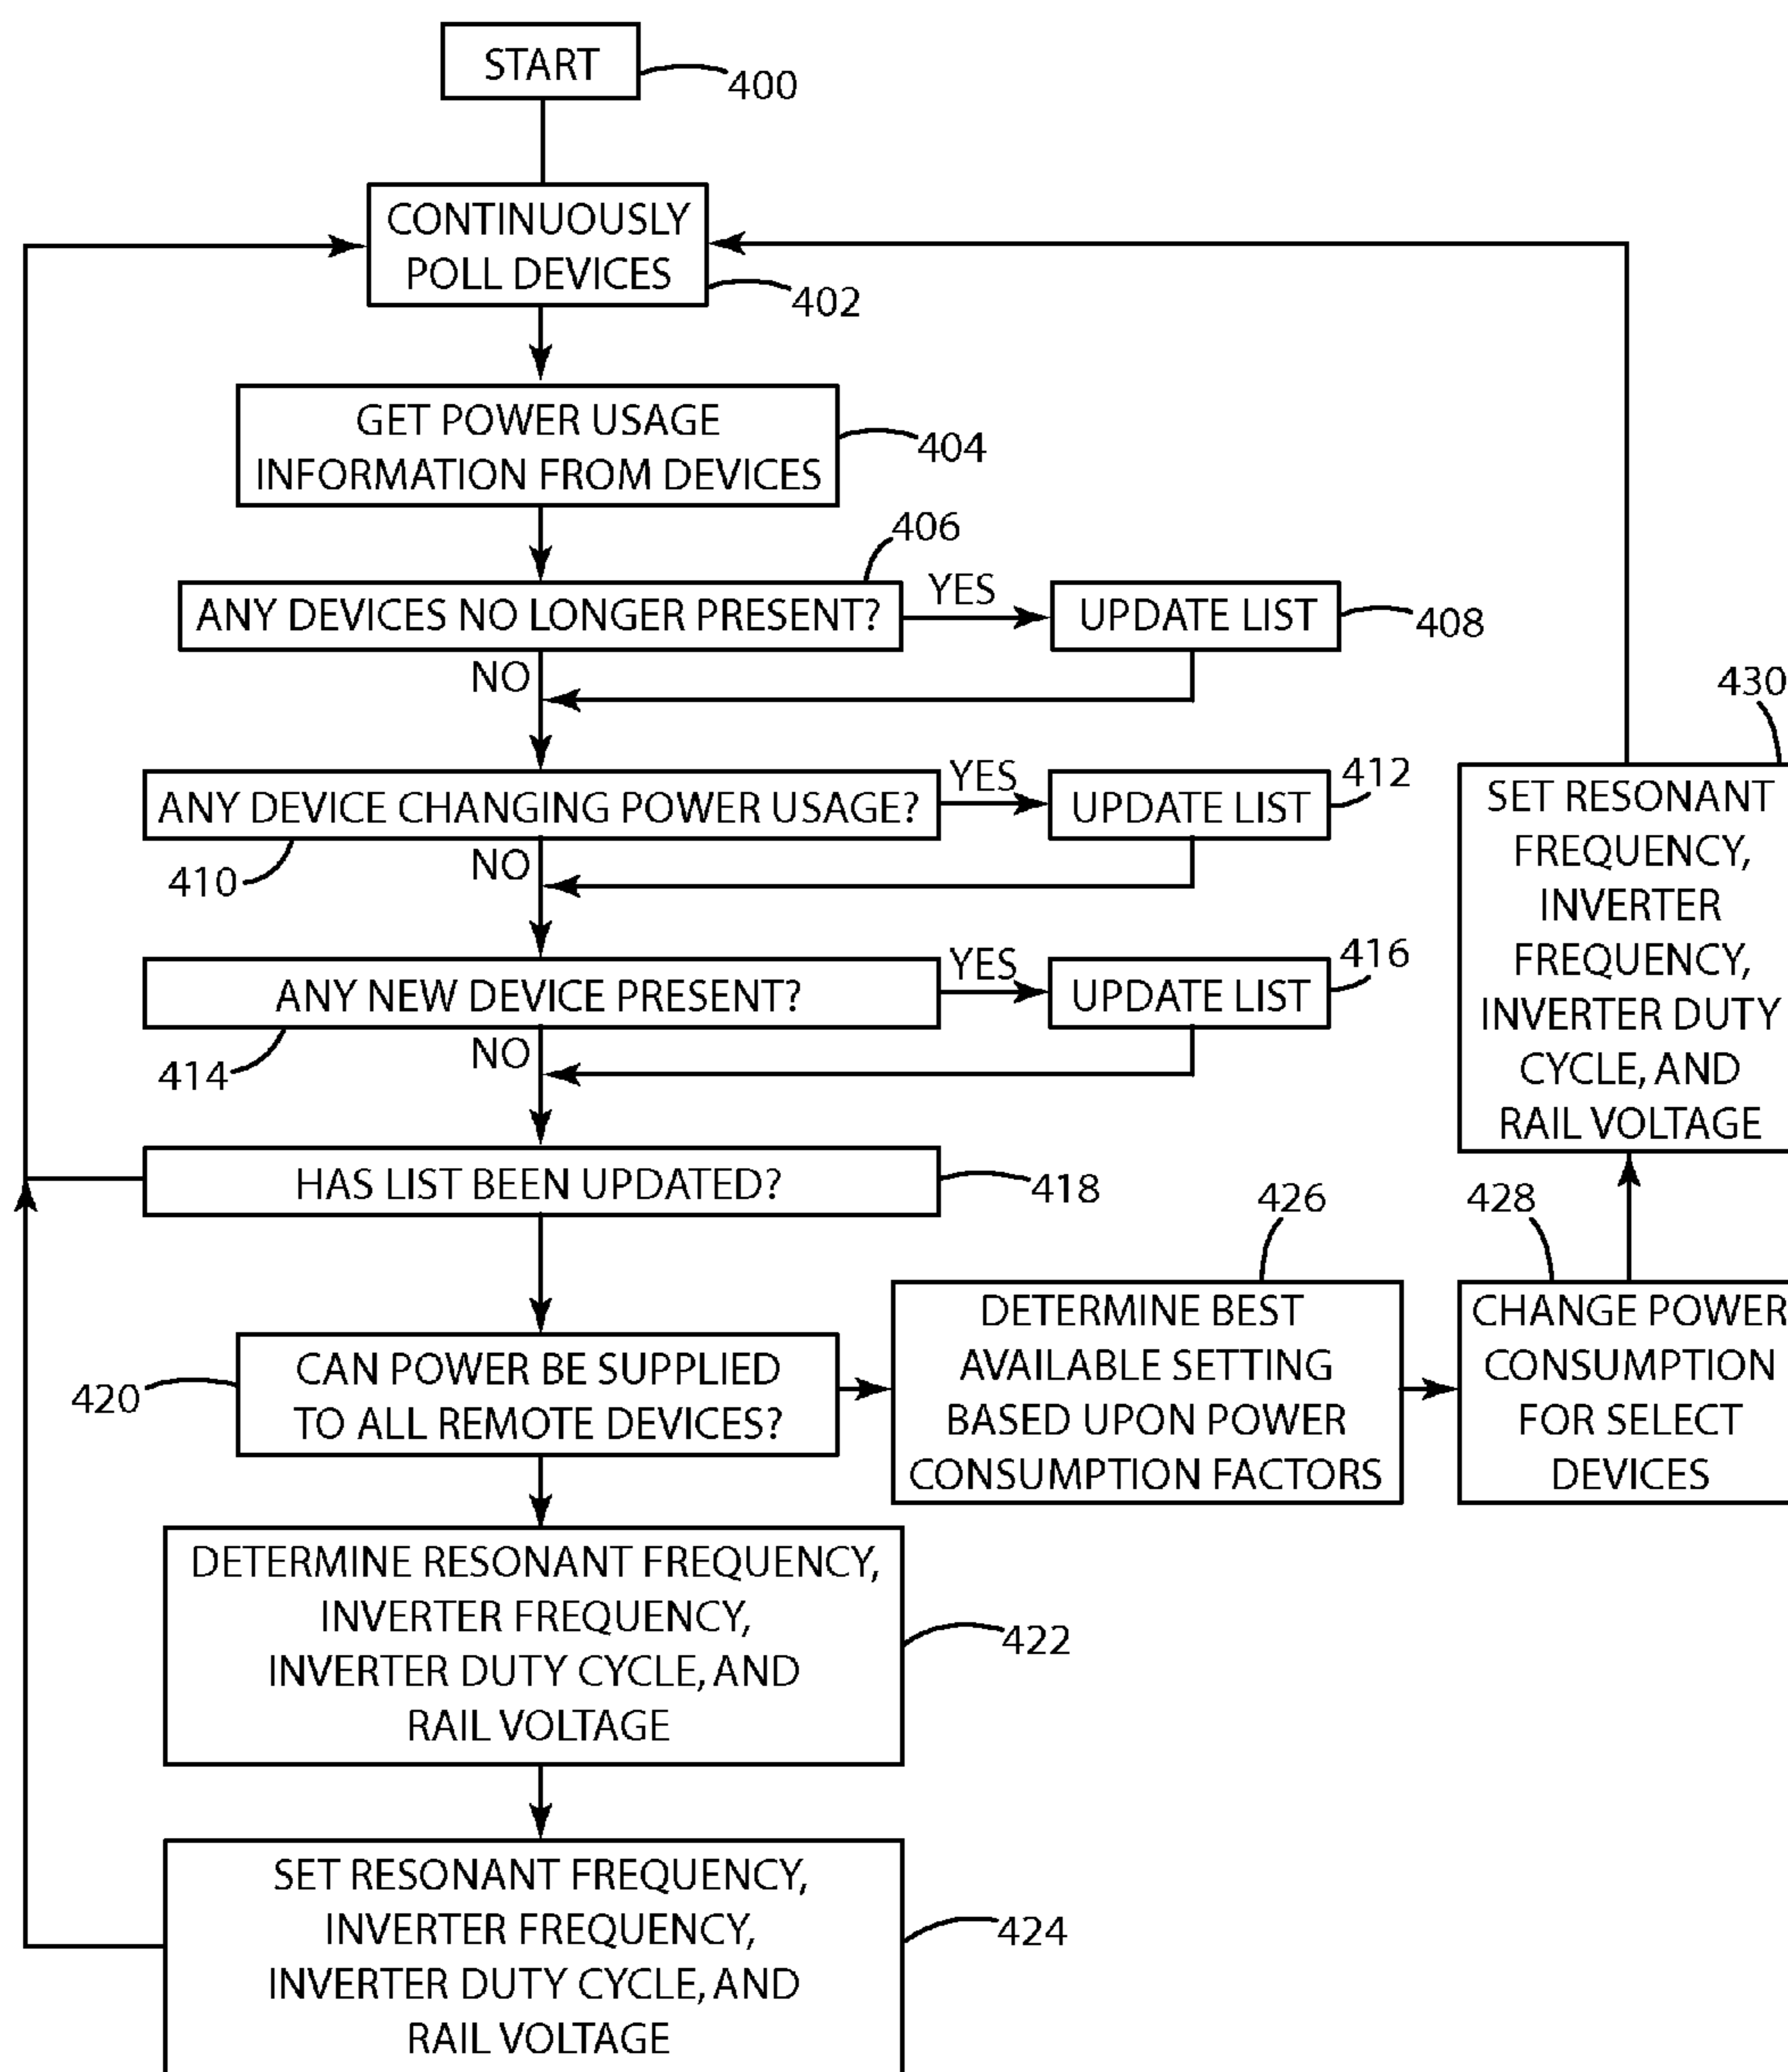 START
400
CONTINUOUSLY
POLL DEVICES
402
GET POWER USAGE
INFORMATION FROM DEVICES
404
406
ANY DEVICES NO LONGER PRESENT?
YES
UPDATE LIST
408
NO
ANY DEVICE CHANGING POWER USAGE?
YES
UPDATE LIST
412
410
NO
ANY NEW DEVICE PRESENT?
YES
UPDATE LIST
416
414
NO
HAS LIST BEEN UPDATED?
418
CAN POWER BE SUPPLIED
TO ALL REMOTE DEVICES?
420
426
DETERMINE BEST
AVAILABLE SETTING
BASED UPON POWER
CONSUMPTION FACTORS
428
CHANGE POWER
CONSUMPTION
FOR SELECT
DEVICES
430
SET RESONANT
FREQUENCY,
INVERTER
FREQUENCY,
INVERTER DUTY
CYCLE, AND
RAIL VOLTAGE
DETERMINE RESONANT FREQUENCY,
INVERTER FREQUENCY,
INVERTER DUTY CYCLE, AND
RAIL VOLTAGE
422
SET RESONANT FREQUENCY,
INVERTER FREQUENCY,
INVERTER DUTY CYCLE, AND
RAIL VOLTAGE
424